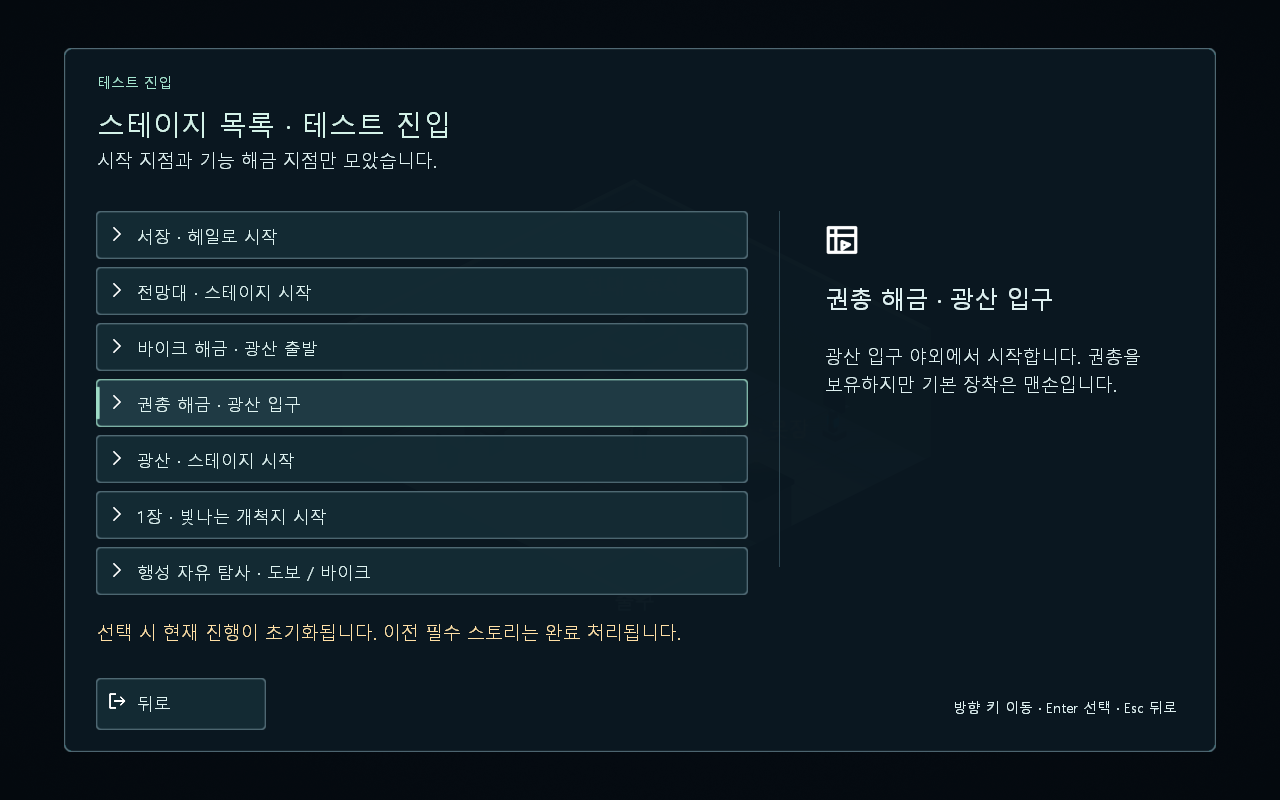 테스트 진입
스테이지 목록 · 테스트 진입
시작 지점과 기능 해금 지점만 모았습니다.
서장 · 헤일로 시작
전망대 · 스테이지 시작
바이크 해금 · 광산 출발
권총 해금 · 광산 입구
광산 · 스테이지 시작
1장 · 빛나는 개척지 시작
행성 자유 탐사 · 도보 / 바이크
권총 해금 · 광산 입구
광산 입구 야외에서 시작합니다. 권총을
보유하지만 기본 장착은 맨손입니다.
선택 시 현재 진행이 초기화됩니다. 이전 필수 스토리는 완료 처리됩니다.
뒤로
방향 키 이동 · Enter 선택 · Esc 뒤로